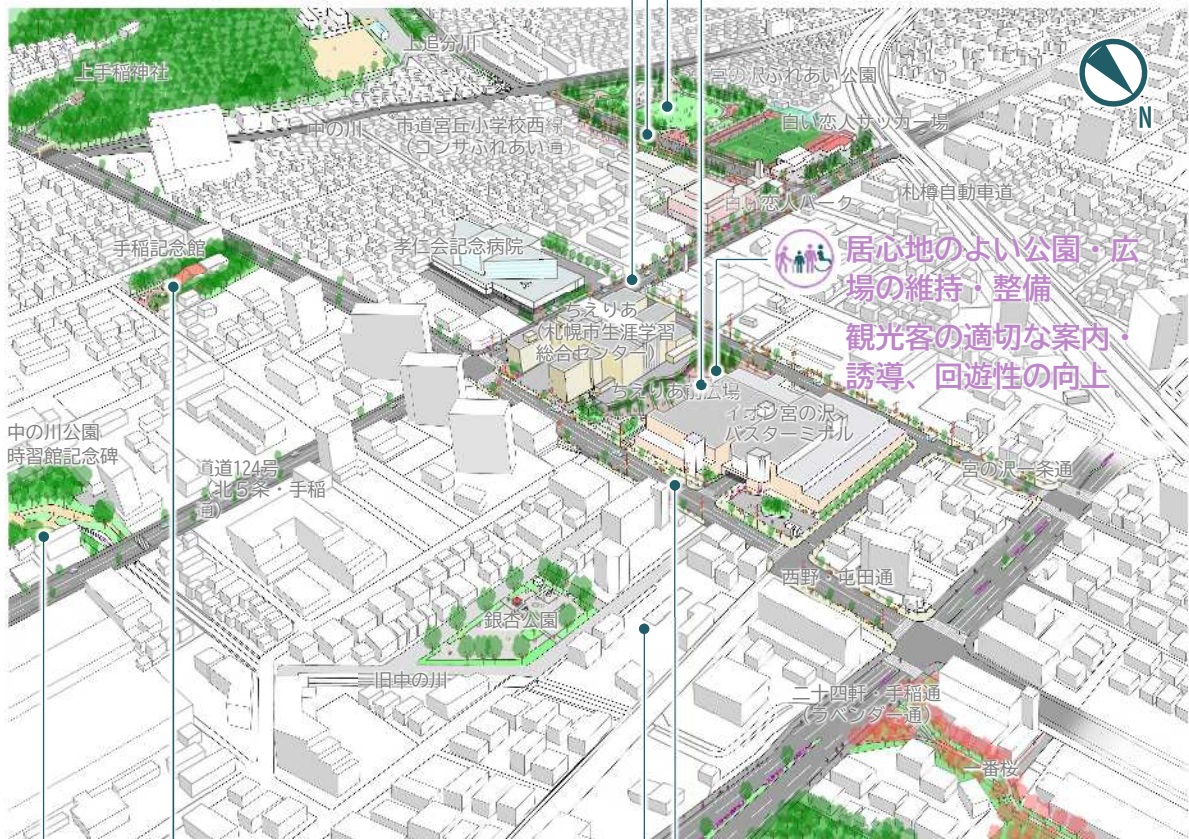 上追分川
上手稲神社
宮の沢ふれあい公園
N
中の川
市道宮丘小学校西線
(コンサふれあい通)
白い恋人サッカー場
札樽自動車道
白い恋人パーク
手稲記念館
孝仁会記念病院
居心地のよい公園・広
場の維持・整備
観光客の適切な案内・
誘導、回遊性の向上
ちえりあ
(札幌市生涯学習
総合センター)
ちえりあ前広場
イオン宮の沢
バスターミナル
中の川公園
時習館記念碑
道道124号
(北5条・手稲
通)
宮の沢一条通
西野・屯田通
銀杏公園
旧中の川
二十四軒・手稲通
(ラベンダー通)
一番桜